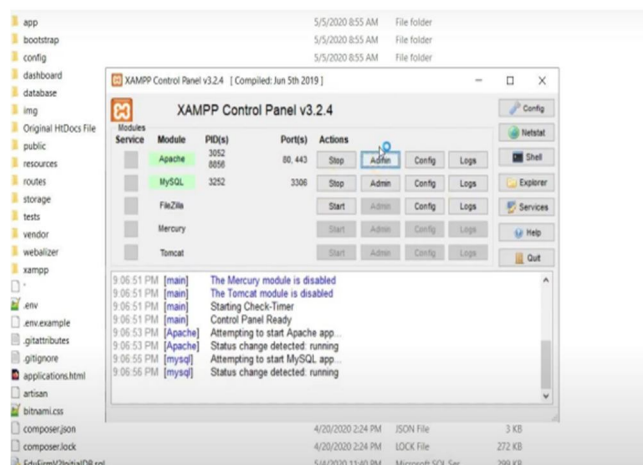 app 5/5/2020 8:55 AM File folder
bootstrap 5/5/2020 8:55 AM File folder
config 5/5/2020 8:55 AM File folder
dashboard
database
img
Original HtDocs File
public
resources
routes
storage
tests
vendor
webalizer
xampp
.env
.env.example
.gitattributes
.gitignore
applications.html
artisan
bitnami.css
composer.json 4/20/2020 2:24 PM JSON File 3 KB
composer.lock 4/20/2020 2:24 PM LOCK File 272 KB
XAMPP Control Panel v3.2.4 [ Compiled: Jun 5th 2019 ]
XAMPP Control Panel v3.2.4
Modules
Service Module PID(s) Port(s) Actions
Apache 3052 80, 443 Stop Admin Config Logs
MySQL 3252 3306 Stop Admin Config Logs
FileZilla Start Admin Config Logs
Mercury Start Admin Config Logs
Tomcat Start Admin Config Logs
Config
Netstat
Shell
Explorer
Services
Help
Quit
9:06:51 PM [main] The Mercury module is disabled
9:06:51 PM [main] The Tomcat module is disabled
9:06:51 PM [main] Starting Check-Timer
9:06:51 PM [main] Control Panel Ready
9:06:53 PM [Apache] Attempting to start Apache app...
9:06:53 PM [Apache] Status change detected: running
9:06:55 PM [mysql] Attempting to start MySQL app...
9:06:56 PM [mysql] Status change detected: running